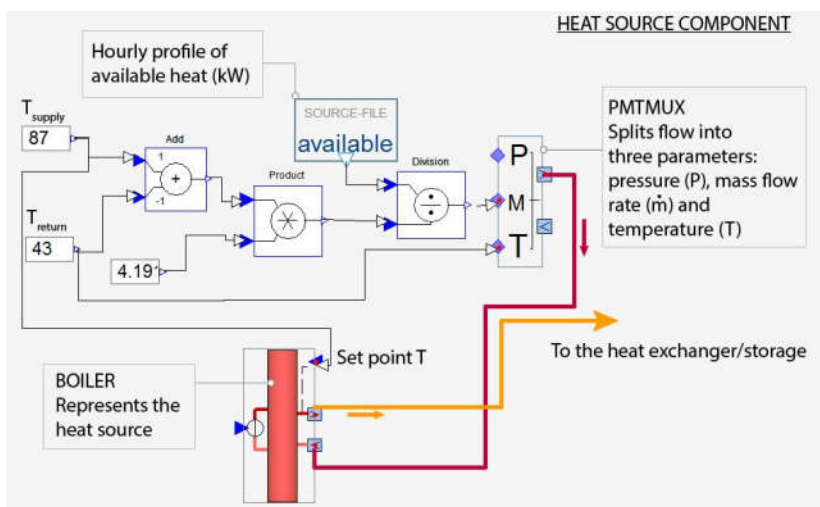 HEAT SOURCE COMPONENT
Hourly profile of
available heat (kW)
T supply
87
Add
1
+
-1
SOURCE-FILE
available
Product
Division
÷
P
M
T
PMTMUX
Splits flow into
three parameters:
pressure (P), mass flow
rate (ṁ) and
temperature (T)
T return
43
4.19
Set point T
To the heat exchanger/storage
BOILER
Represents the
heat source